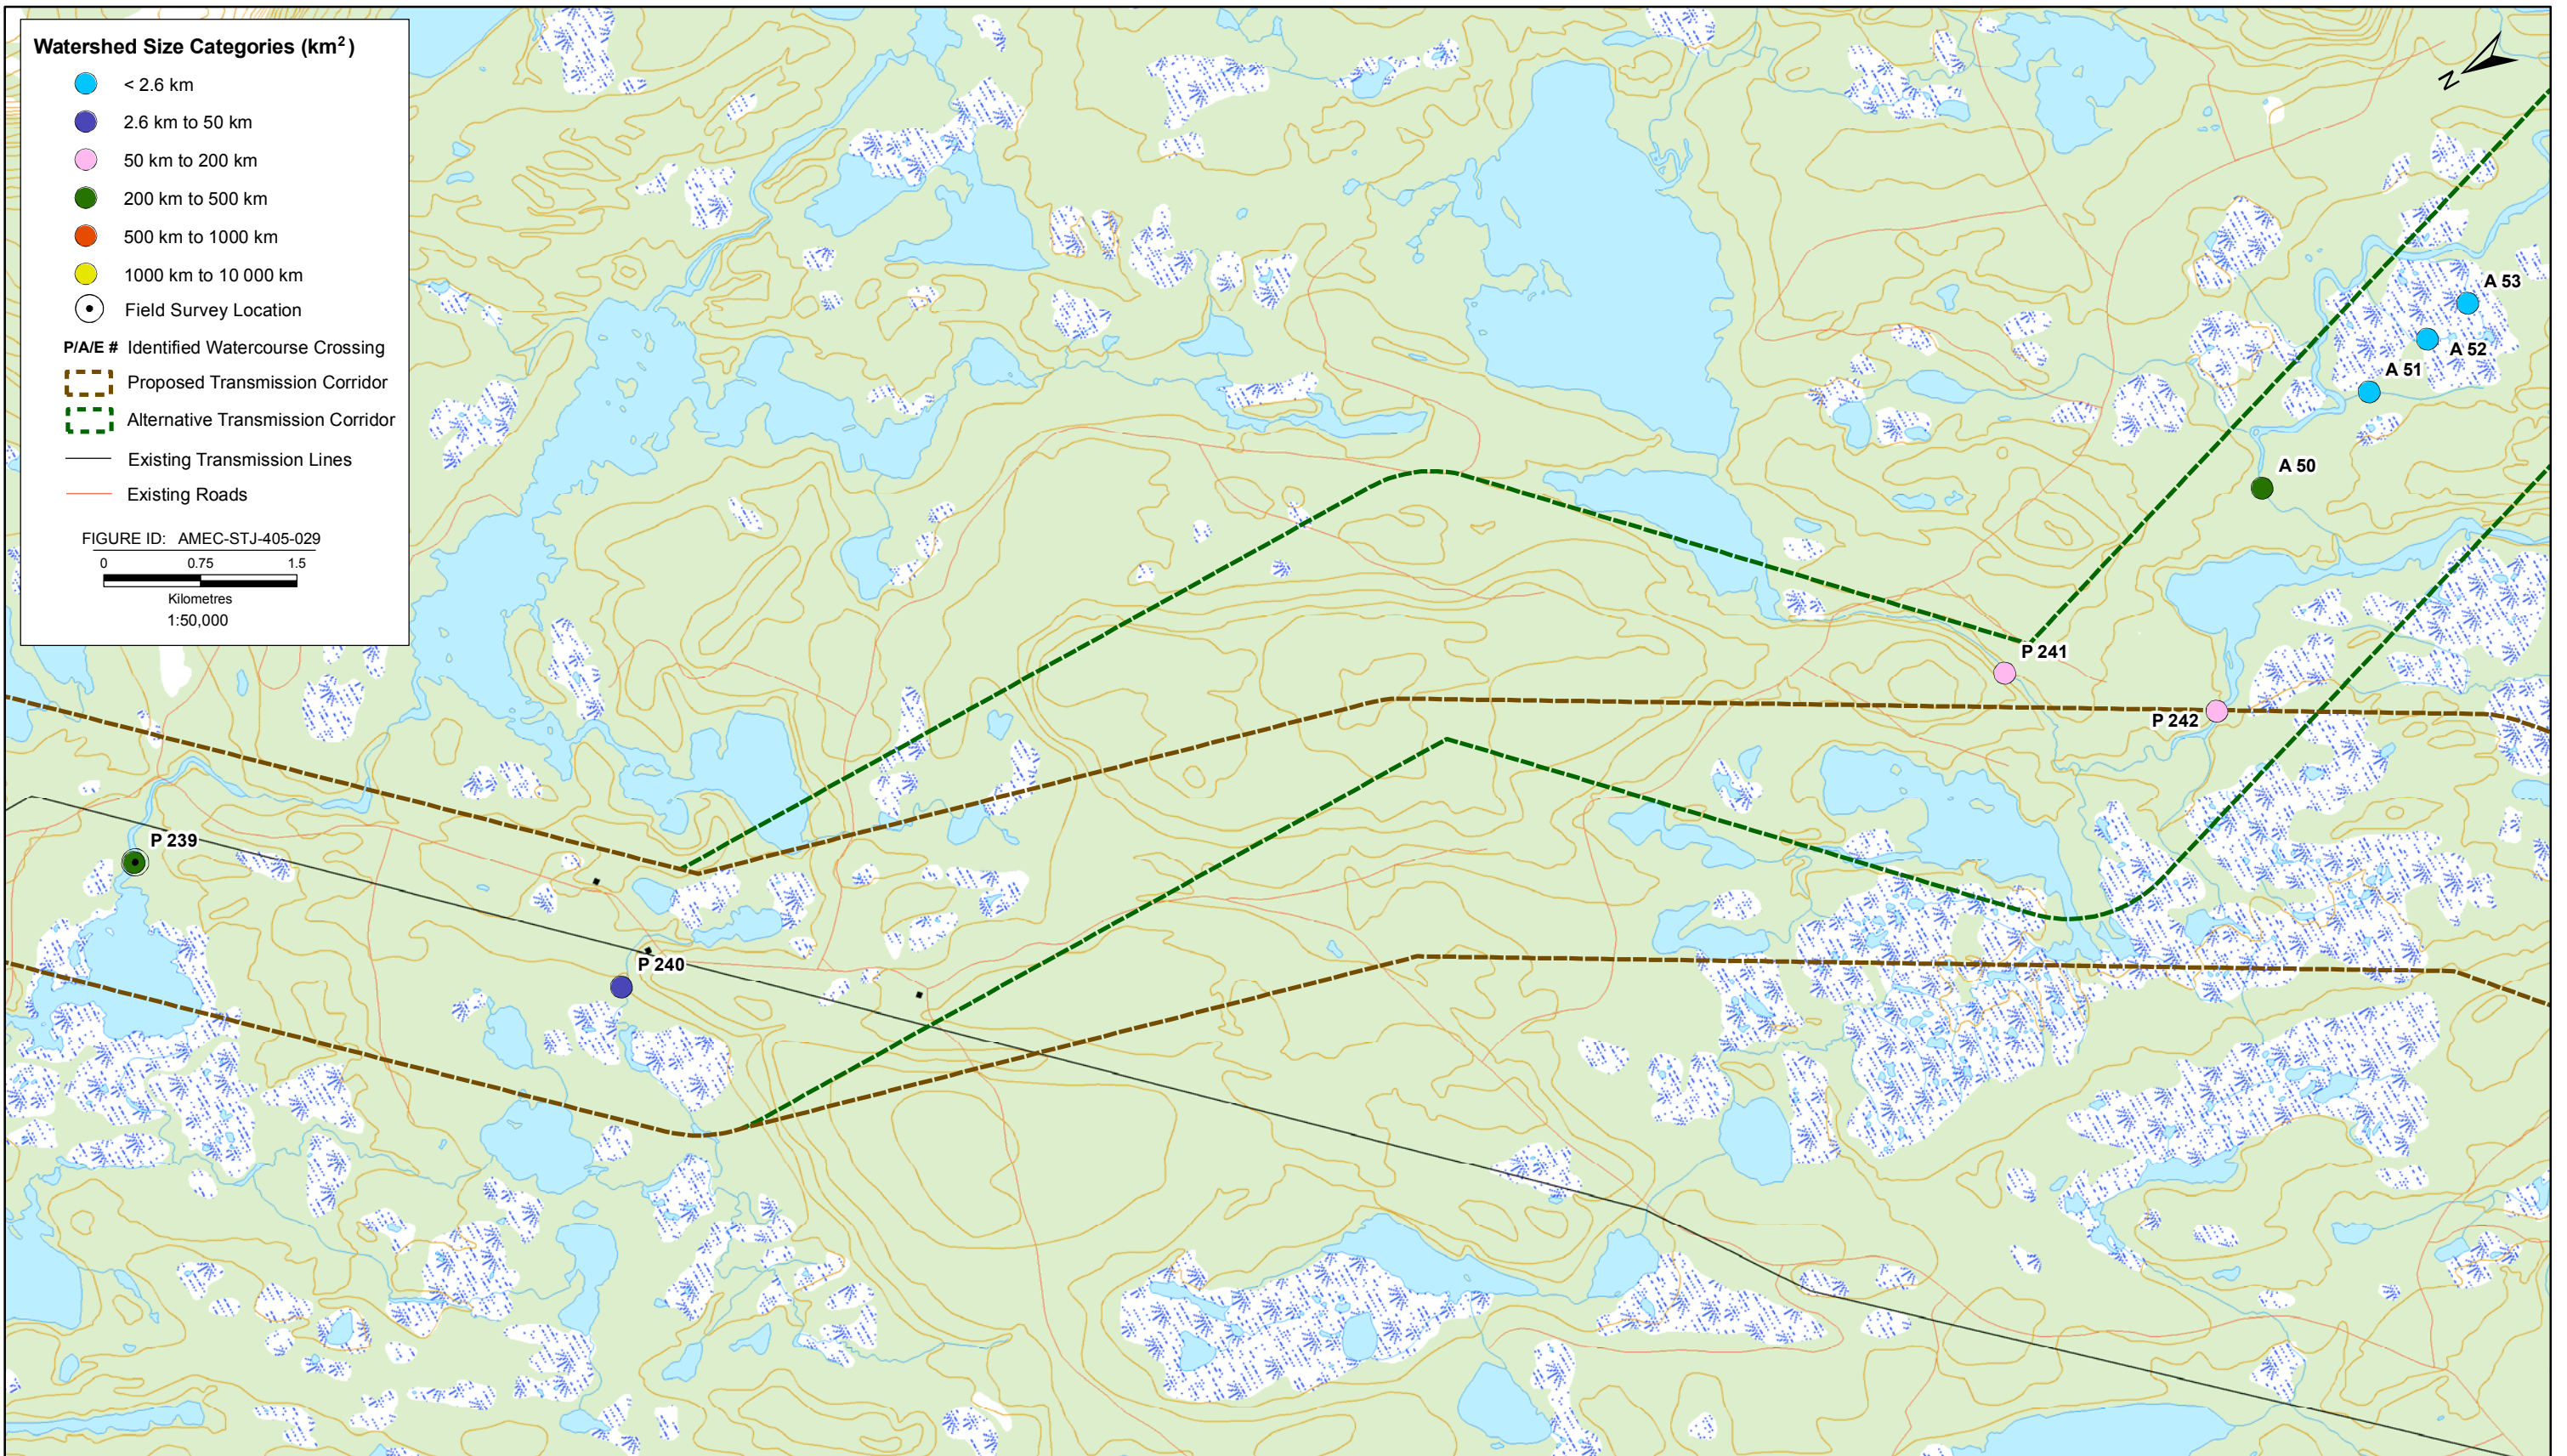 Watershed Size Categories (km²)
< 2.6 km
2.6 km to 50 km
50 km to 200 km
200 km to 500 km
500 km to 1000 km
1000 km to 10 000 km
Field Survey Location
P/A/E # Identified Watercourse Crossing
Proposed Transmission Corridor
Alternative Transmission Corridor
Existing Transmission Lines
Existing Roads
FIGURE ID: AMEC-STJ-405-029
0 0.75 1.5
Kilometres
1:50,000
N
A 53
A 52
A 51
A 50
P 241
P 242
P 239
P 240